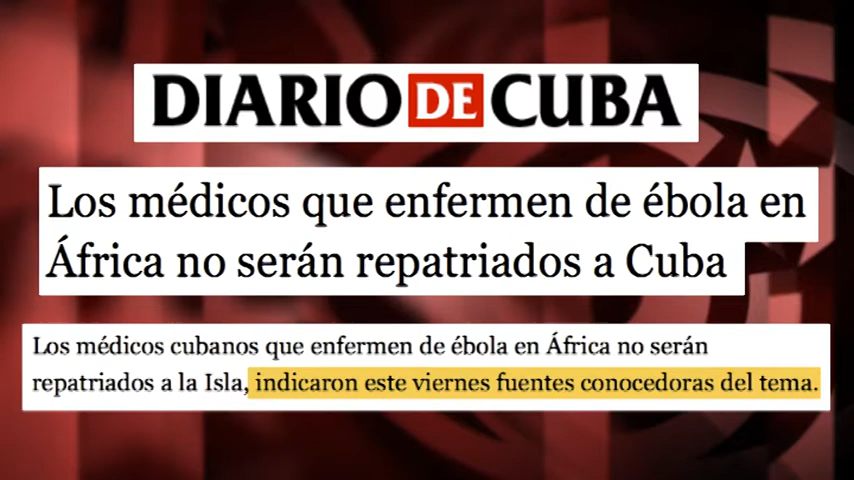 DIARIO DE CUBA
Los médicos que enfermen de ébola en
África no serán repatriados a Cuba
Los médicos cubanos que enfermen de ébola en África no serán
repatriados a la Isla, indicaron este viernes fuentes conocedoras del tema.